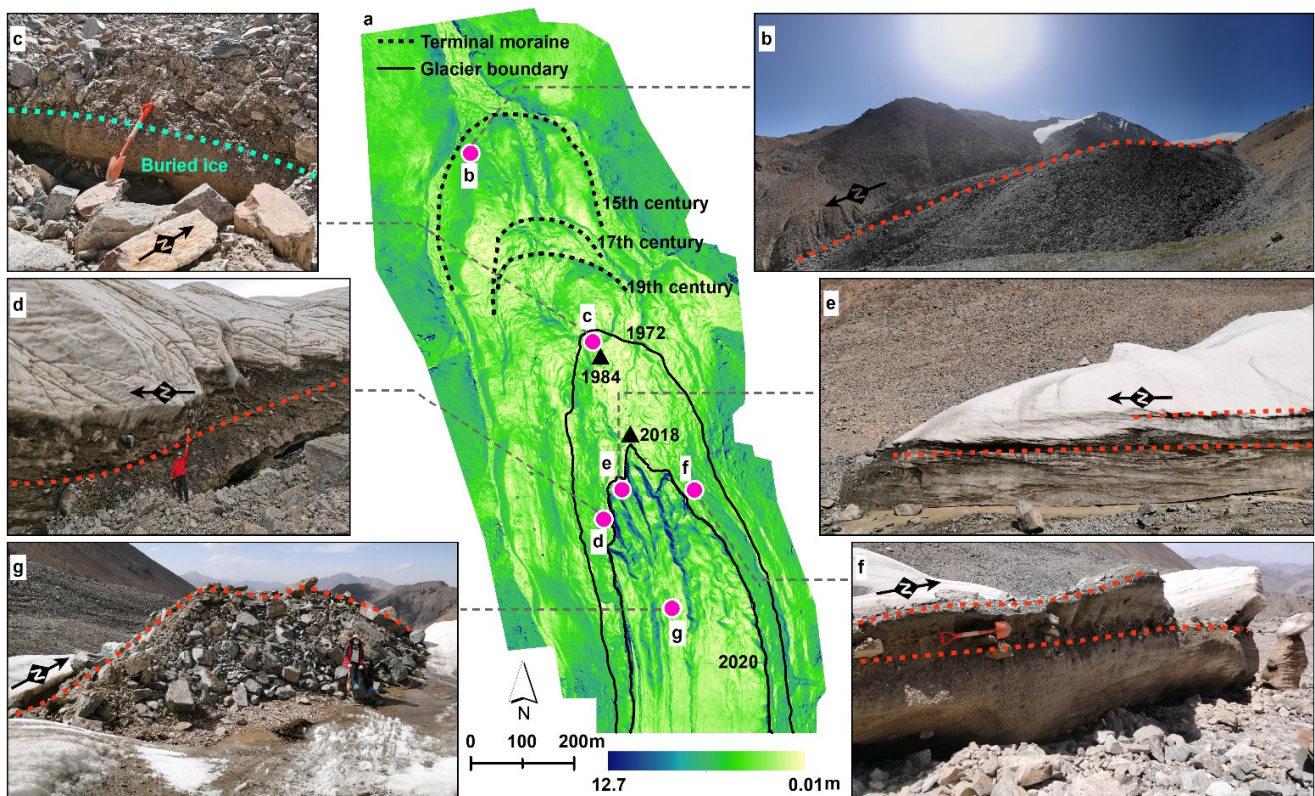 a
Terminal moraine
Glacier boundary
c
Buried ice
N
b
N
b
15th century
17th century
19th century
d
N
c
1972
1984
e
N
2018
e
f
d
g
N
g
f
N
2020
N
0 100 200m
12.7 0.01m